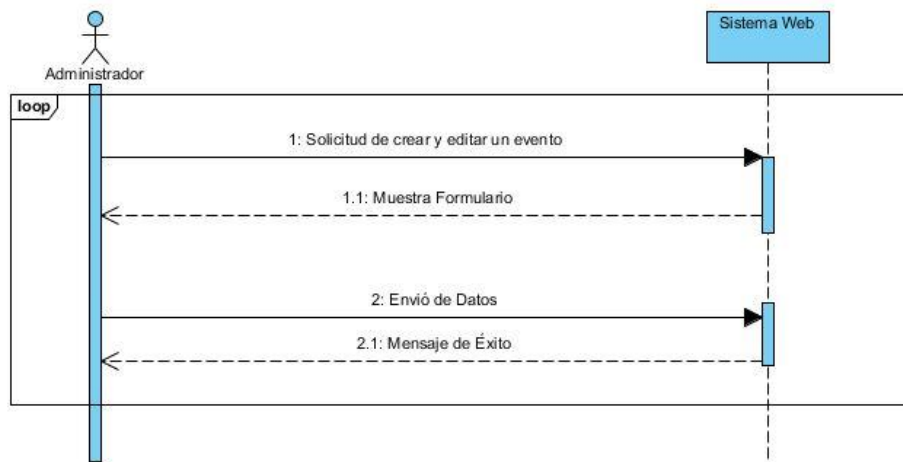 Sistema Web
Administrador
loop
1: Solicitud de crear y editar un evento
1.1: Muestra Formulario
2: Envió de Datos
2.1: Mensaje de Éxito